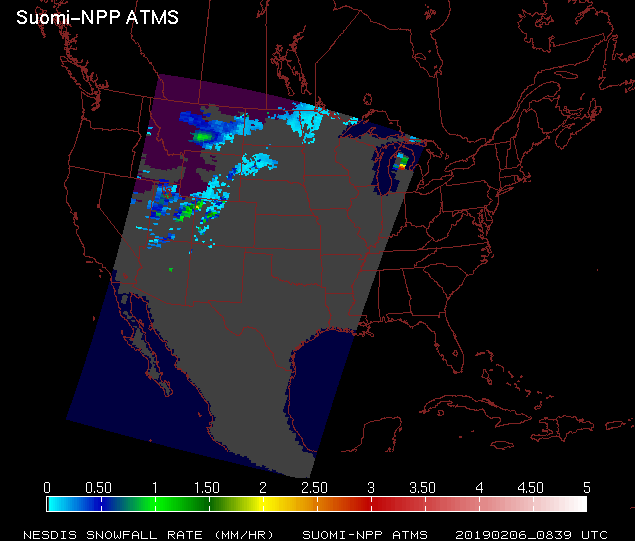 Suomi-NPP ATMS
0 0.50 1 1.50 2 2.50 3 3.50 4 4.50 5
NESDIS SNOWFALL RATE (MM/HR) SUOMI-NPP ATMS 20190206_0839 UTC